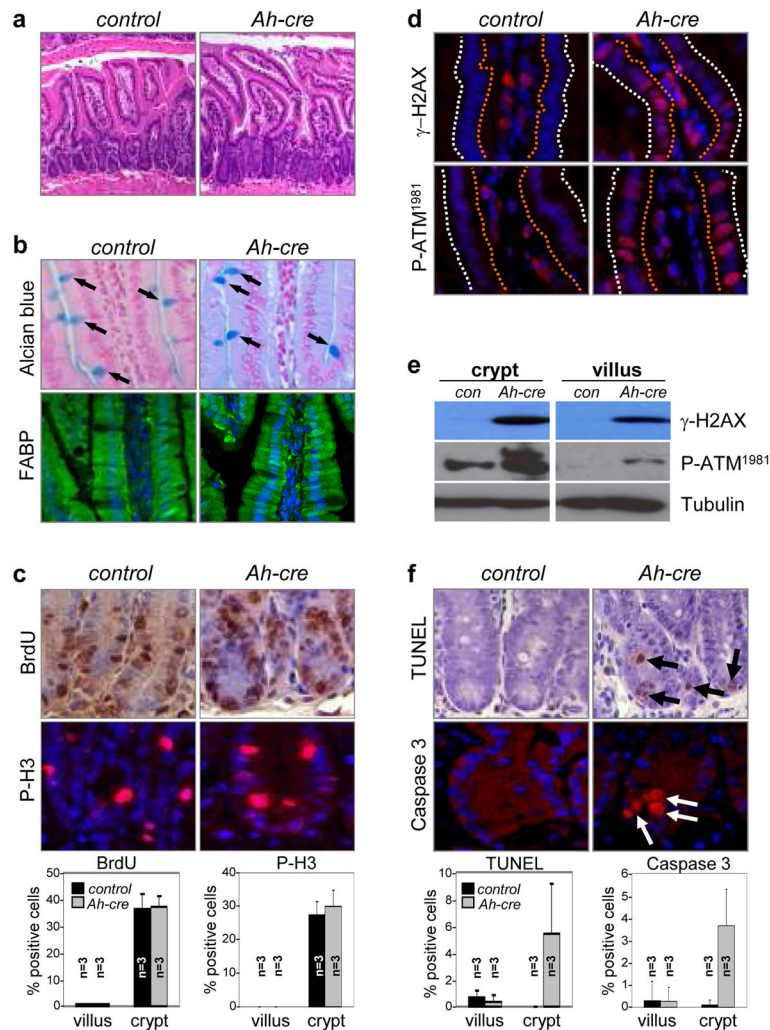 a
control Ah-cre
b
control Ah-cre
Alcian blue
FABP
c
control Ah-cre
BrdU
P-H3
BrdU
% positive cells
50
40
30
20
10
0
control
Ah-cre
n=3 n=3 n=3 n=3
villus crypt
P-H3
% positive cells
40
30
20
10
0
n=3 n=3 n=3 n=3
villus crypt
d
control Ah-cre
γ-H2AX
P-ATM1981
e
crypt villus
con Ah-cre con Ah-cre
γ-H2AX
P-ATM1981
Tubulin
f
control Ah-cre
TUNEL
Caspase 3
TUNEL
% positive cells
10
8
6
4
2
0
control
Ah-cre
n=3 n=3 n=3 n=3
villus crypt
Caspase 3
% positive cells
6
5
4
3
2
1
0
n=3 n=3 n=3 n=3
villus crypt